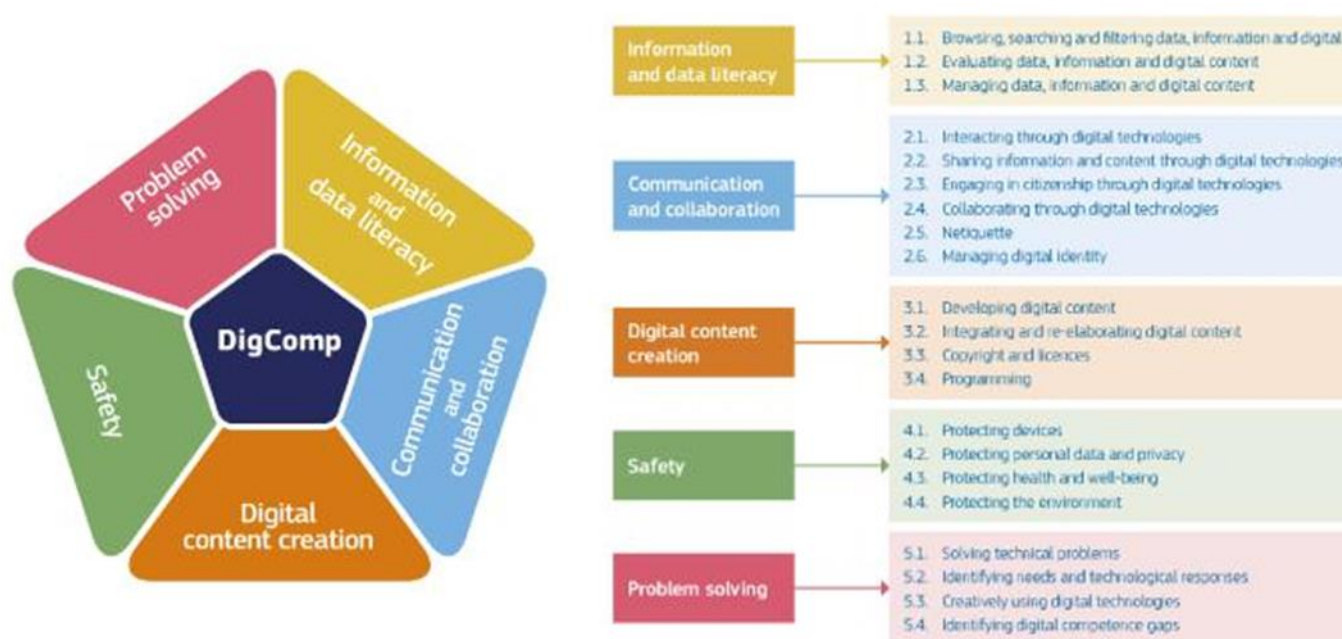 Problem
solving
Information
and
data literacy
DigComp
Safety
Communication
and
collaboration
Digital
content creation
Information
and data literacy
1.1. Browsing, searching and filtering data, information and digital
1.2. Evaluating data, information and digital content
1.3. Managing data, information and digital content
Communication
and collaboration
2.1. Interacting through digital technologies
2.2. Sharing information and content through digital technologies
2.3. Engaging in citizenship through digital technologies
2.4. Collaborating through digital technologies
2.5. Netiquette
2.6. Managing digital identity
Digital content
creation
3.1. Developing digital content
3.2. Integrating and re-elaborating digital content
3.3. Copyright and licences
3.4. Programming
Safety
4.1. Protecting devices
4.2. Protecting personal data and privacy
4.3. Protecting health and well-being
4.4. Protecting the environment
Problem solving
5.1. Solving technical problems
5.2. Identifying needs and technological responses
5.3. Creatively using digital technologies
5.4. Identifying digital competence gaps